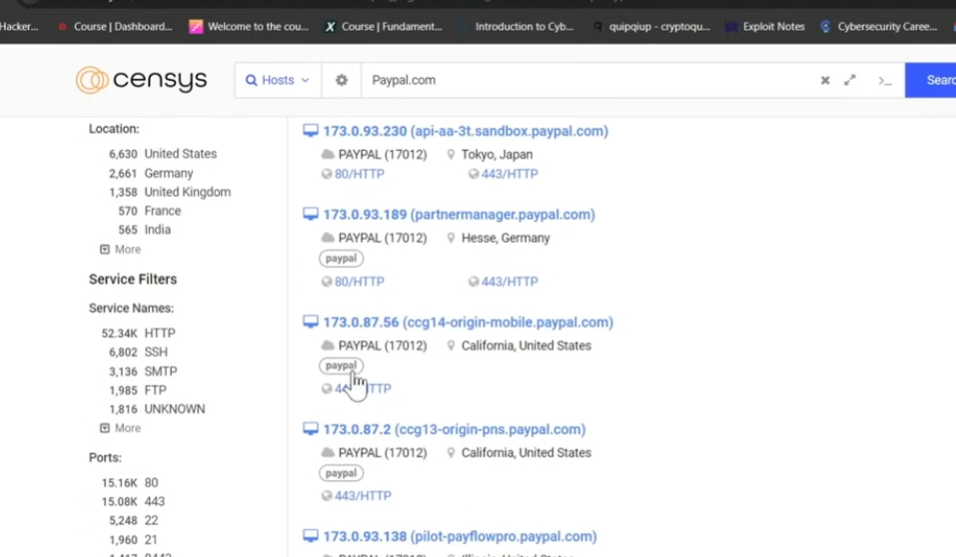 Hacker... Course | Dashboard... Welcome to the cou... Course | Fundament... Introduction to Cyb... quipqiup - cryptoqu... Exploit Notes Cybersecurity Caree...
censys Hosts Paypal.com >_ Searc
Location:
6,630 United States
2,661 Germany
1,358 United Kingdom
570 France
565 India
More
Service Filters
Service Names:
52.34K HTTP
6,802 SSH
3,136 SMTP
1,985 FTP
1,816 UNKNOWN
More
Ports:
15.16K 80
15.08K 443
5,248 22
1,960 21
173.0.93.230 (api-aa-3t.sandbox.paypal.com)
PAYPAL (17012) Tokyo, Japan
80/HTTP 443/HTTP
173.0.93.189 (partnermanager.paypal.com)
PAYPAL (17012) Hesse, Germany
paypal
80/HTTP 443/HTTP
173.0.87.56 (ccg14-origin-mobile.paypal.com)
PAYPAL (17012) California, United States
paypal
173.0.87.2 (ccg13-origin-pns.paypal.com)
PAYPAL (17012) California, United States
paypal
443/HTTP
173.0.93.138 (pilot-payflowpro.paypal.com)